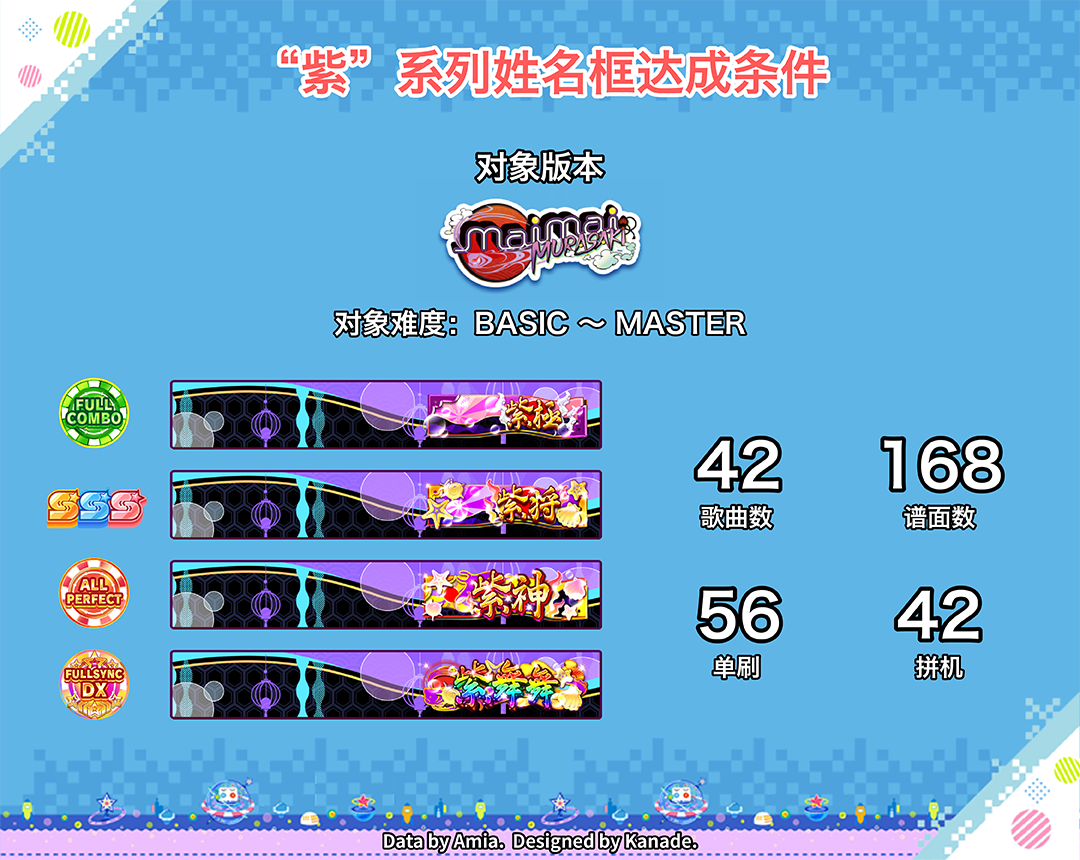 “紫”系列姓名框达成条件
对象版本
maimai
MURASAKi
对象难度：BASIC ～ MASTER
FULL
COMBO
紫極
SSS
紫将
ALL
PERFECT
紫神
FULLSYNC
DX
紫舞舞
42
歌曲数
168
谱面数
56
单刷
42
拼机
Data by Amia. Designed by Kanade.